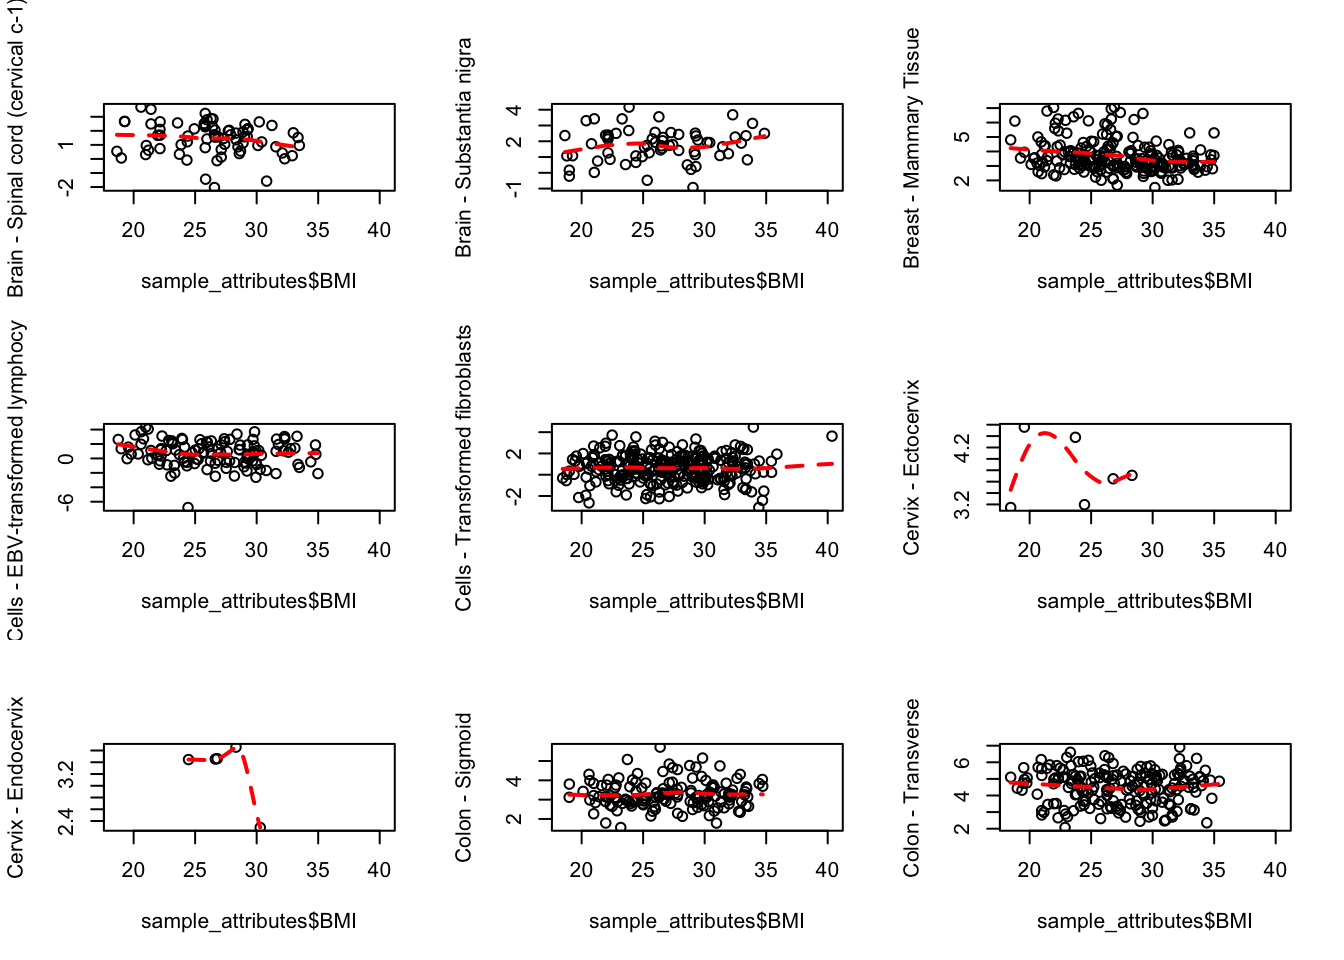 Brain - Spinal cord (cervical c-1)
1
-2
20 25 30 35 40
sample_attributes$BMI
Brain - Substantia nigra
4
2
-1
20 25 30 35 40
sample_attributes$BMI
Breast - Mammary Tissue
5
2
20 25 30 35 40
sample_attributes$BMI
Cells - EBV-transformed lymphocy
0
-6
20 25 30 35 40
sample_attributes$BMI
Cells - Transformed fibroblasts
2
-2
20 25 30 35 40
sample_attributes$BMI
Cervix - Ectocervix
4.2
3.2
20 25 30 35 40
sample_attributes$BMI
Cervix - Endocervix
3.2
2.4
20 25 30 35 40
sample_attributes$BMI
Colon - Sigmoid
4
2
20 25 30 35 40
sample_attributes$BMI
Colon - Transverse
6
4
2
20 25 30 35 40
sample_attributes$BMI